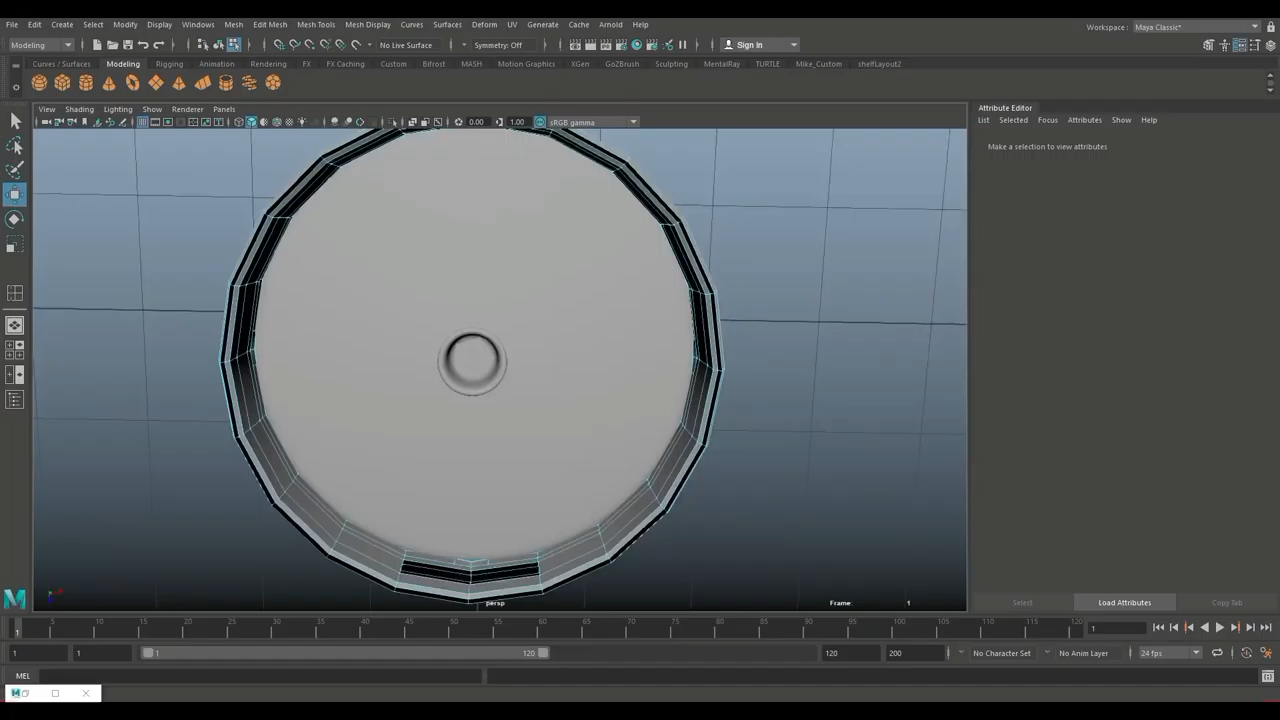 File Edit Create Select Modify Display Windows Mesh Edit Mesh Mesh Tools Mesh Display Curves Surfaces Deform UV Generate Cache Arnold Help
Workspace : Maya Classic*
Modeling No Live Surface Symmetry: Off Sign In
Curves / Surfaces Modeling Rigging Animation Rendering FX FX Caching Custom Bifrost MASH Motion Graphics XGen GoZBrush Sculpting MentalRay TURTLE Mike_Custom shelfLayout2
View Shading Lighting Show Renderer Panels
0.00 1.00 sRGB gamma
Attribute Editor
List Selected Focus Attributes Show Help
Make a selection to view attributes
persp Frame: 1
Select Load Attributes Copy Tab
1 5 10 15 20 25 30 35 40 45 50 55 60 65 70 75 80 85 90 95 100 105 110 115 120 1
1 1 1 120 120 200 No Character Set No Anim Layer 24 fps
MEL